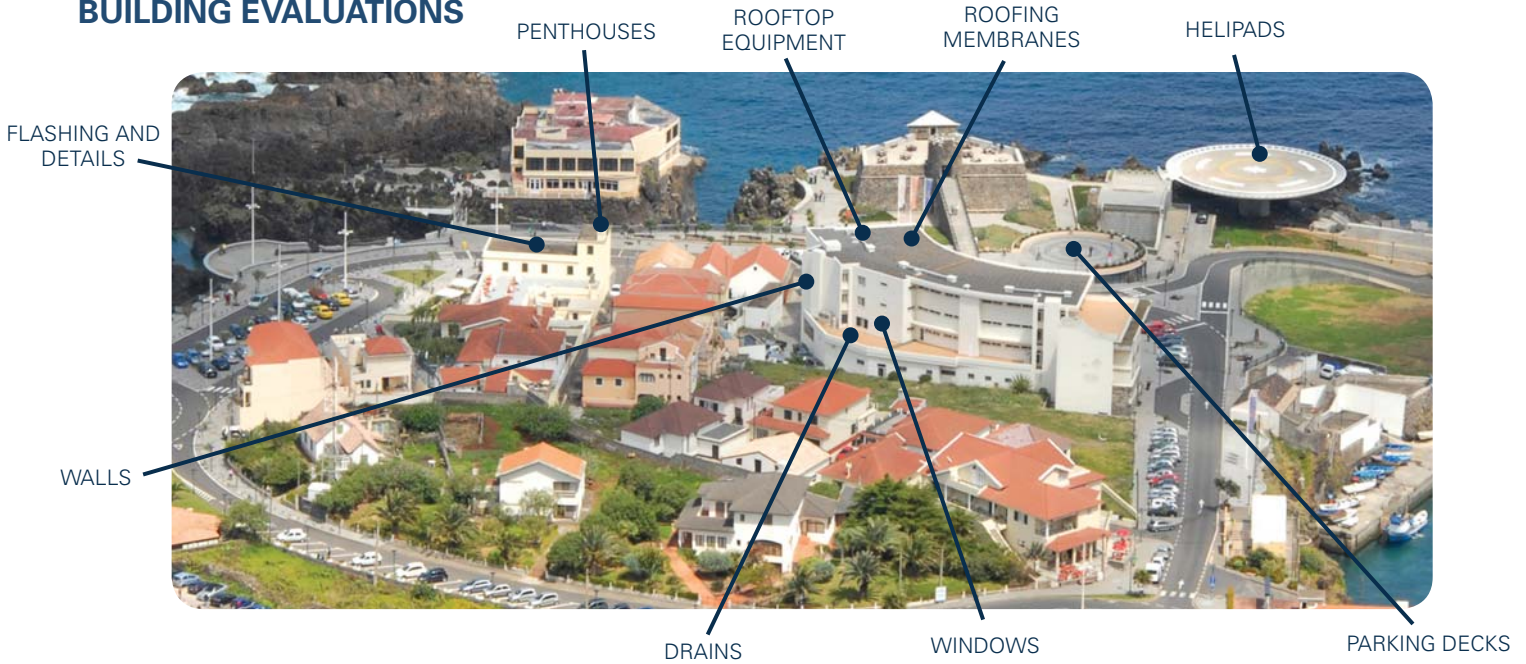 BUILDING EVALUATIONS
PENTHOUSES
ROOFTOP
EQUIPMENT
ROOFING
MEMBRANES
HELIPADS
FLASHING AND
DETAILS
WALLS
DRAINS
WINDOWS
PARKING DECKS